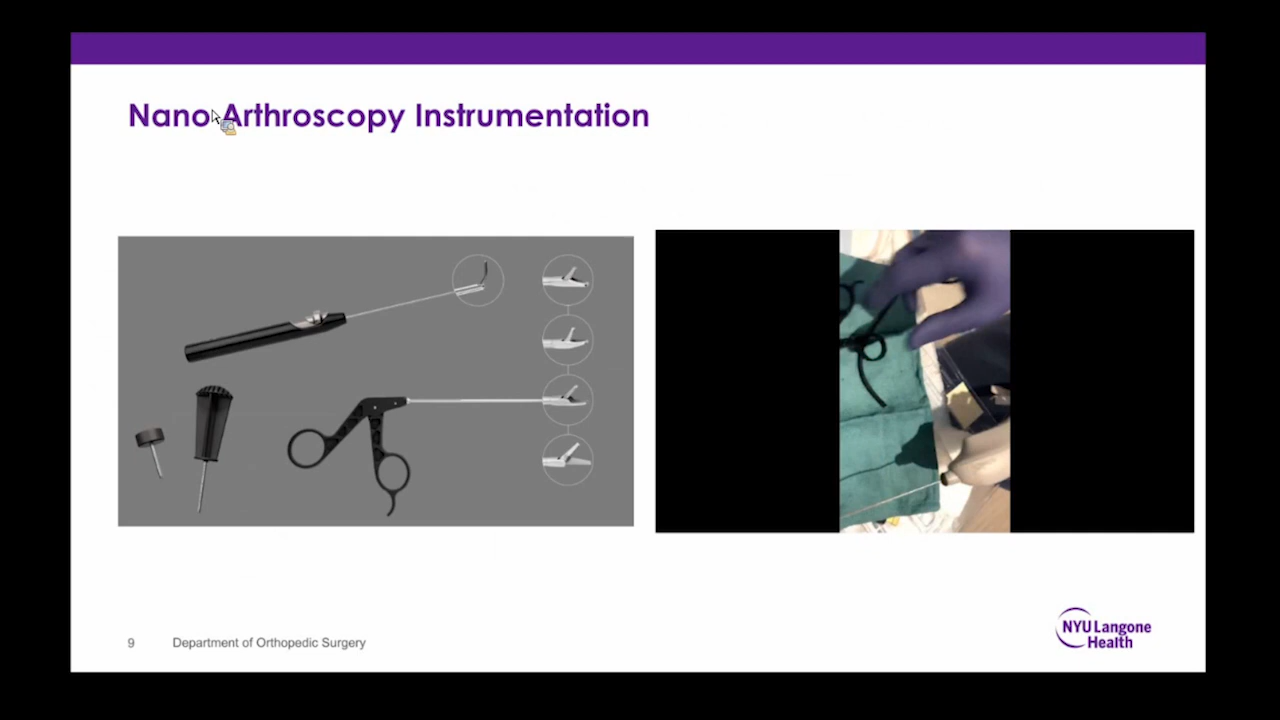 Nano Arthroscopy Instrumentation
9 Department of Orthopedic Surgery
NYU Langone
Health